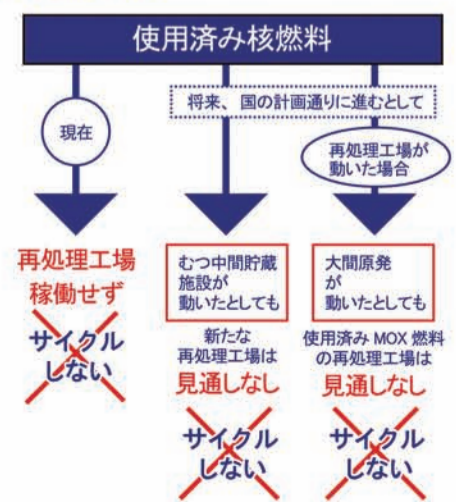 使用済み核燃料
将来、国の計画通りに進むとして
現在
再処理工場が
動いた場合
再処理工場
稼働せず
サイクル
しない
むつ中間貯蔵
施設が
動いたとしても
新たな
再処理工場は
見通しなし
サイクル
しない
大間原発
が
動いたとしても
使用済み MOX 燃料
の再処理工場は
見通しなし
サイクル
しない